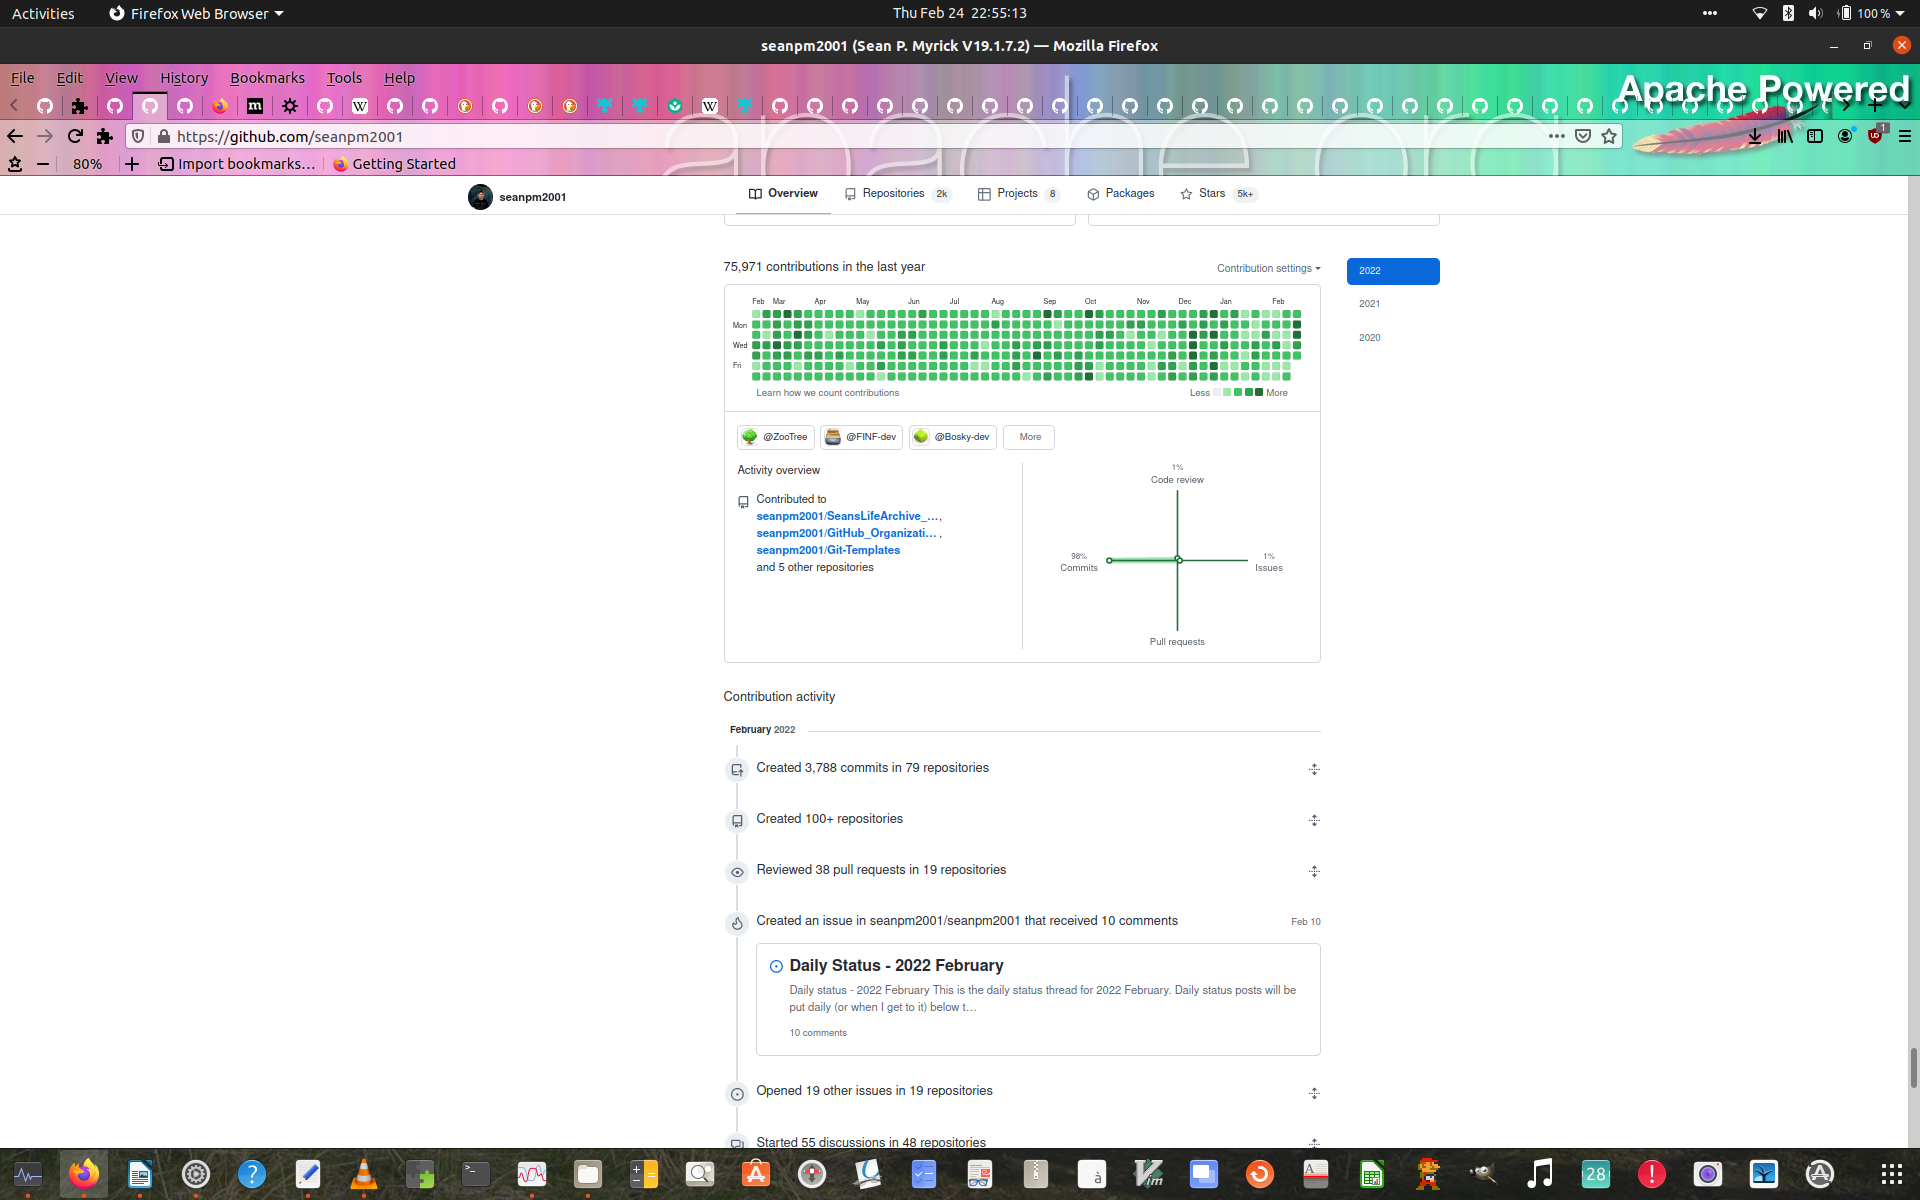 Activities
Firefox Web Browser
Thu Feb 24 22:55:13
100 %
seanpm2001 (Sean P. Myrick V19.1.7.2) — Mozilla Firefox
File Edit View History Bookmarks Tools Help
Apache Powered
https://github.com/seanpm2001
80% Import bookmarks... Getting Started
apache org
seanpm2001
Overview Repositories 2k Projects 8 Packages Stars 5k+
75,971 contributions in the last year
Contribution settings
2022
2021
2020
Feb Mar Apr May Jun Jul Aug Sep Oct Nov Dec Jan Feb
Mon
Wed
Fri
Learn how we count contributions
Less More
@ZooTree @FINF-dev @Bosky-dev More
Activity overview
Contributed to
seanpm2001/SeansLifeArchive_... ,
seanpm2001/GitHub_Organizati... ,
seanpm2001/Git-Templates
and 5 other repositories
1%
Code review
98%
Commits
1%
Issues
Pull requests
Contribution activity
February 2022
Created 3,788 commits in 79 repositories
Created 100+ repositories
Reviewed 38 pull requests in 19 repositories
Created an issue in seanpm2001/seanpm2001 that received 10 comments
Feb 10
Daily Status - 2022 February
Daily status - 2022 February This is the daily status thread for 2022 February. Daily status posts will be
put daily (or when I get to it) below t...
10 comments
Opened 19 other issues in 19 repositories
Started 55 discussions in 48 repositories
28